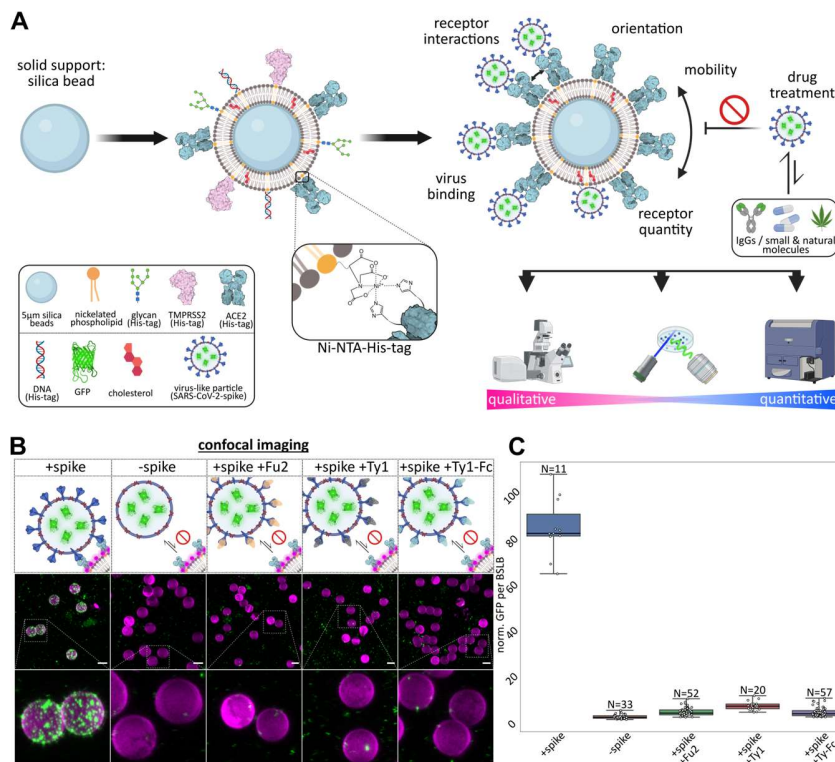 A
solid support:
silica bead
receptor
interactions
orientation
mobility
drug
treatment
virus
binding
receptor
quantity
IgGs / small & natural
molecules
Ni²⁺
Ni-NTA-His-tag
5µm silica
beads
nickelated
phospholipid
glycan
(His-tag)
TMPRSS2
(His-tag)
ACE2
(His-tag)
DNA
(His-tag)
GFP
cholesterol
virus-like particle
(SARS-CoV-2-spike)
qualitative
quantitative
B
confocal imaging
+spike
-spike
+spike +Fu2
+spike +Ty1
+spike +Ty1-Fc
C
norm. GFP per BSLB
100
80
60
40
20
0
N=11
N=33
N=52
N=20
N=57
+spike
-spike
+spike
+Fu2
+spike
+Ty1
+spike
+Ty-Fc